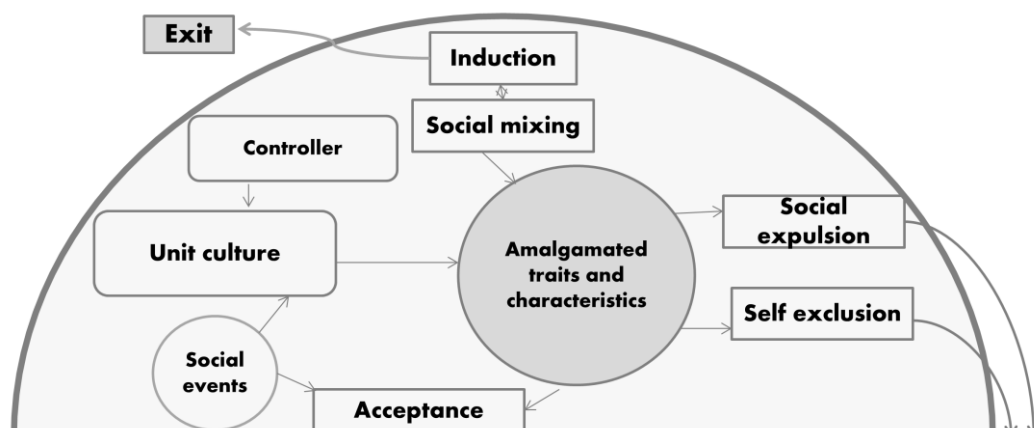 Exit
Induction
Social mixing
Controller
Unit culture
Amalgamated
traits and
characteristics
Social
expulsion
Self exclusion
Social
events
Acceptance